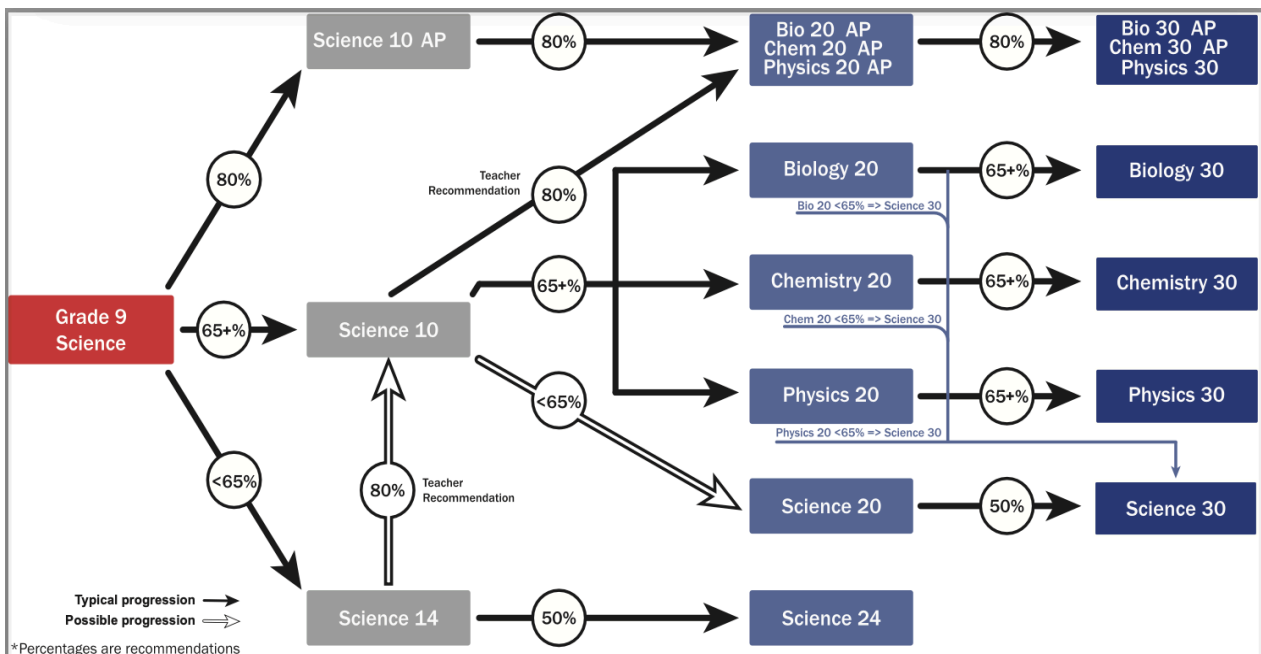 Science 10 AP
80%
Bio 20 AP
Chem 20 AP
Physics 20 AP
80%
Bio 30 AP
Chem 30 AP
Physics 30
80%
Teacher
Recommendation
80%
Biology 20
65+%
Biology 30
Bio 20 <65% => Science 30
Grade 9
Science
65+%
Science 10
65+%
Chemistry 20
65+%
Chemistry 30
Chem 20 <65% => Science 30
<65%
Physics 20
65+%
Physics 30
Physics 20 <65% => Science 30
<65%
80%
Teacher
Recommendation
Science 20
50%
Science 30
Science 14
50%
Science 24
Typical progression
Possible progression
*Percentages are recommendations